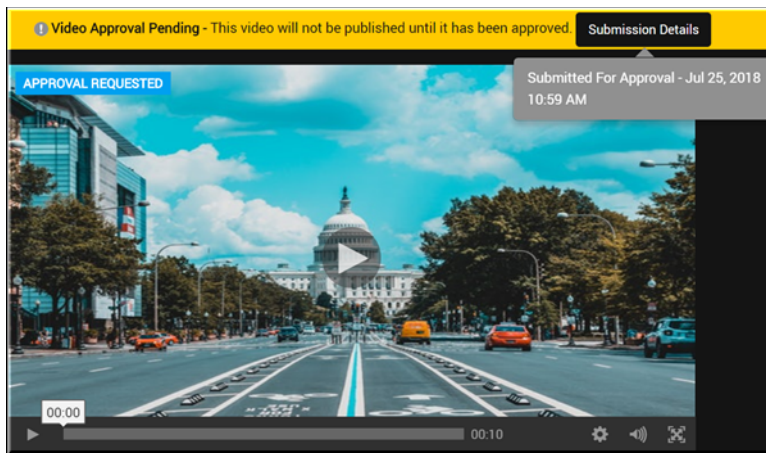 Video Approval Pending - This video will not be published until it has been approved. Submission Details
APPROVAL REQUESTED
Submitted For Approval - Jul 25, 2018
10:59 AM
00:00
00:10